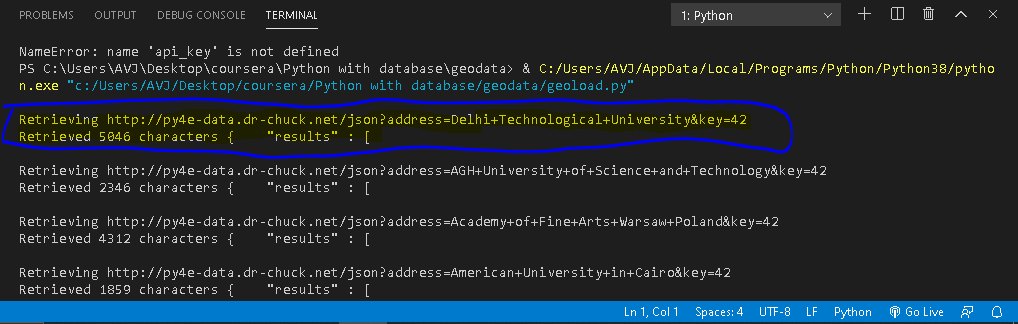 PROBLEMS OUTPUT DEBUG CONSOLE TERMINAL 1: Python
NameError: name 'api_key' is not defined
PS C:\Users\AVJ\Desktop\coursera\Python with database\geodata> & C:/Users/AVJ/AppData/Local/Programs/Python/Python38/pytho
n.exe "c:/Users/AVJ/Desktop/coursera/Python with database/geodata/geoload.py"
Retrieving http://py4e-data.dr-chuck.net/json?address=Delhi+Technological+University&key=42
Retrieved 5046 characters {    "results" : [
Retrieving http://py4e-data.dr-chuck.net/json?address=AGH+University+of+Science+and+Technology&key=42
Retrieved 2346 characters {    "results" : [
Retrieving http://py4e-data.dr-chuck.net/json?address=Academy+of+Fine+Arts+Warsaw+Poland&key=42
Retrieved 4312 characters {    "results" : [
Retrieving http://py4e-data.dr-chuck.net/json?address=American+University+in+Cairo&key=42
Retrieved 1859 characters {    "results" : [
Ln 1, Col 1 Spaces: 4 UTF-8 LF Python Go Live